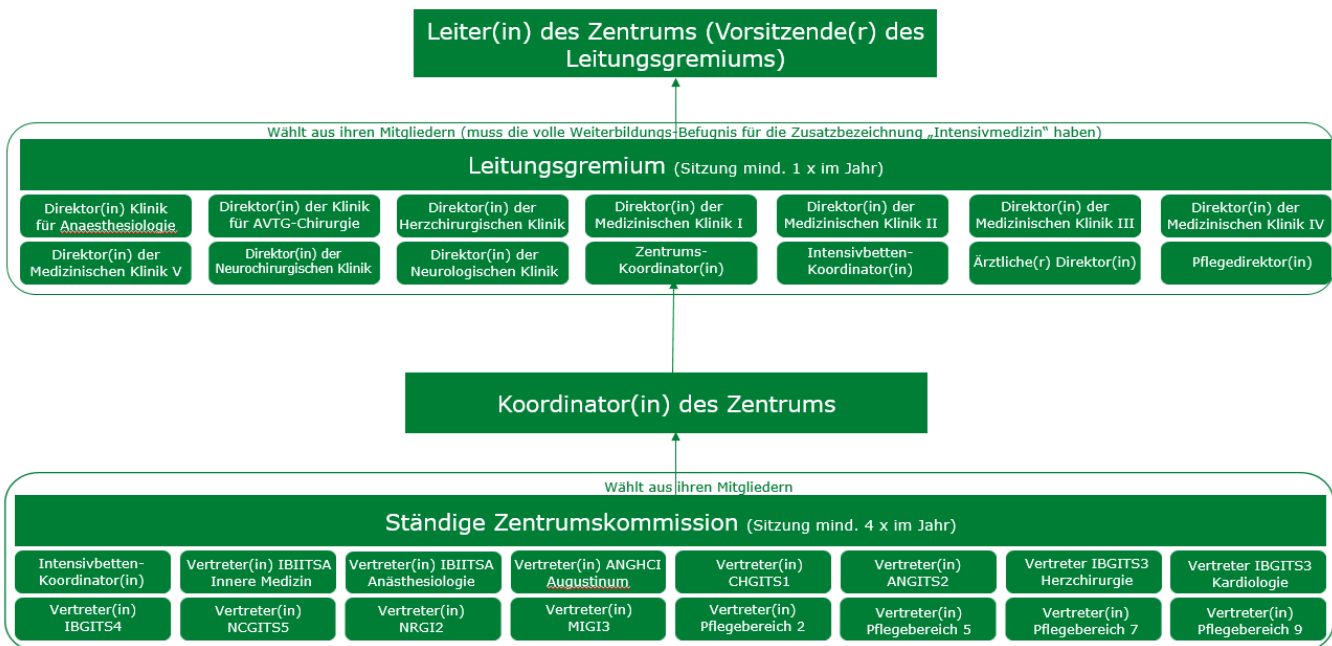 Leiter(in) des Zentrums (Vorsitzende(r) des
Leitungsgremiums)
Wählt aus ihren Mitgliedern (muss die volle Weiterbildungs-Befugnis für die Zusatzbezeichnung „Intensivmedizin“ haben)
Leitungsgremium (Sitzung mind. 1 x im Jahr)
Direktor(in) Klinik
für Anaesthesiologie
Direktor(in) der Klinik
für AVTG-Chirurgie
Direktor(in) der
Herzchirurgischen Klinik
Direktor(in) der
Medizinischen Klinik I
Direktor(in) der
Medizinischen Klinik II
Direktor(in) der
Medizinischen Klinik III
Direktor(in) der
Medizinischen Klinik IV
Direktor(in) der
Medizinischen Klinik V
Direktor(in) der
Neurochirurgischen Klinik
Direktor(in) der
Neurologischen Klinik
Zentrums-
Koordinator(in)
Intensivbetten-
Koordinator(in)
Ärztliche(r) Direktor(in)
Pflegedirektor(in)
Koordinator(in) des Zentrums
Wählt aus ihren Mitgliedern
Ständige Zentrumskommission (Sitzung mind. 4 x im Jahr)
Intensivbetten-
Koordinator(in)
Vertreter(in) IBIITSA
Innere Medizin
Vertreter(in) IBIITSA
Anästhesiologie
Vertreter(in) ANGHCI
Augustinum
Vertreter(in)
CHGITS1
Vertreter(in)
ANGITS2
Vertreter IBGITS3
Herzchirurgie
Vertreter IBGITS3
Kardiologie
Vertreter(in)
IBGITS4
Vertreter(in)
NCGITS5
Vertreter(in)
NRGI2
Vertreter(in)
MIGI3
Vertreter(in)
Pflegebereich 2
Vertreter(in)
Pflegebereich 5
Vertreter(in)
Pflegebereich 7
Vertreter(in)
Pflegebereich 9